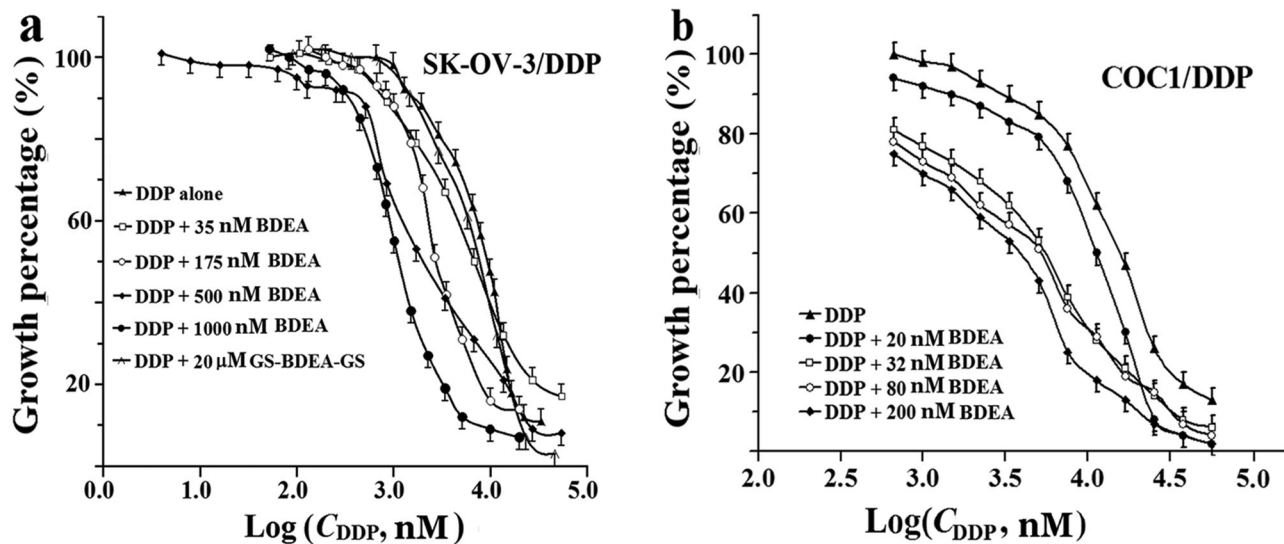 a
SK-OV-3/DDP
Growth percentage (%)
100
60
20
DDP alone
DDP + 35 nM BDEA
DDP + 175 nM BDEA
DDP + 500 nM BDEA
DDP + 1000 nM BDEA
DDP + 20 μM GS-BDEA-GS
0.0 2.0 3.0 4.0 5.0
Log (C DDP, nM)
b
COC1/DDP
Growth percentage (%)
100
80
60
40
20
DDP
DDP + 20 nM BDEA
DDP + 32 nM BDEA
DDP + 80 nM BDEA
DDP + 200 nM BDEA
2.0 2.5 3.0 3.5 4.0 4.5 5.0
Log(C DDP, nM)